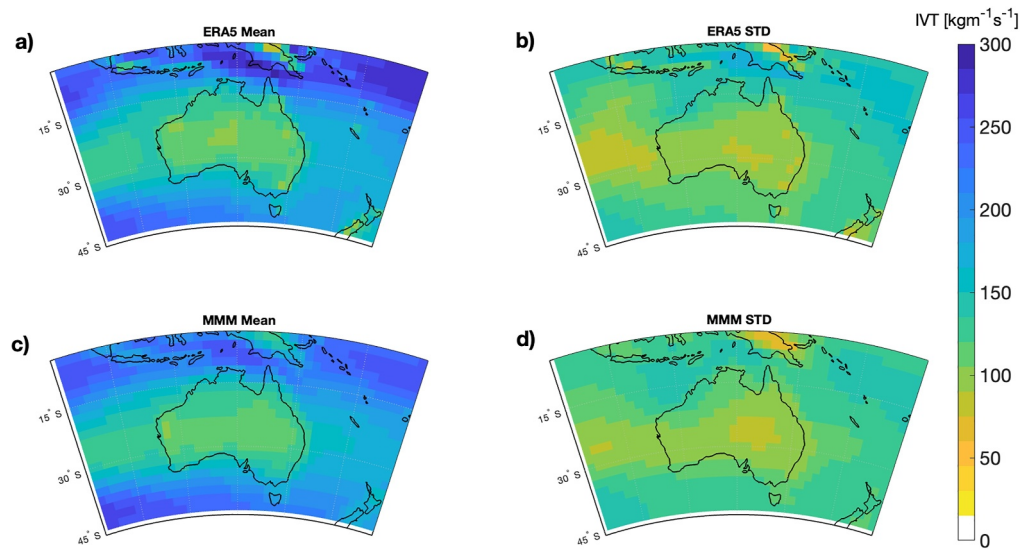 IVT [kgm⁻¹s⁻¹]
a)
ERA5 Mean
b)
ERA5 STD
300
250
200
150
100
50
0
15° S
30° S
45° S
15° S
30° S
45° S
c)
MMM Mean
d)
MMM STD
15° S
30° S
45° S
15° S
30° S
45° S